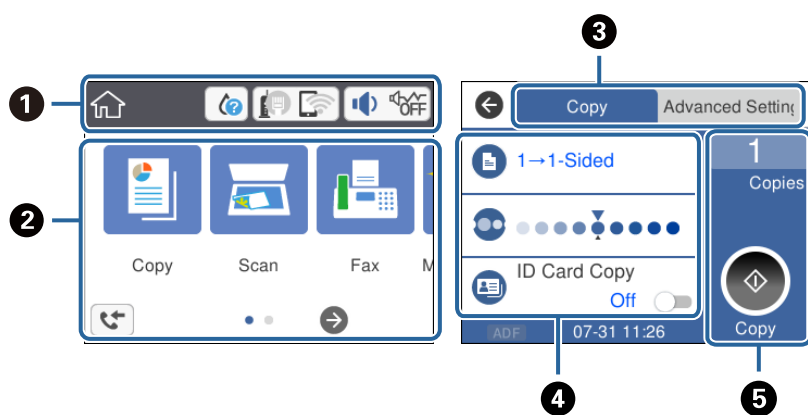 3
1
OFF
Copy
Advanced Setting
1
Copies
1→1-Sided
2
Copy
Scan
Fax
M
ID Card Copy
Off
ADF
07-31 11:26
Copy
4
5